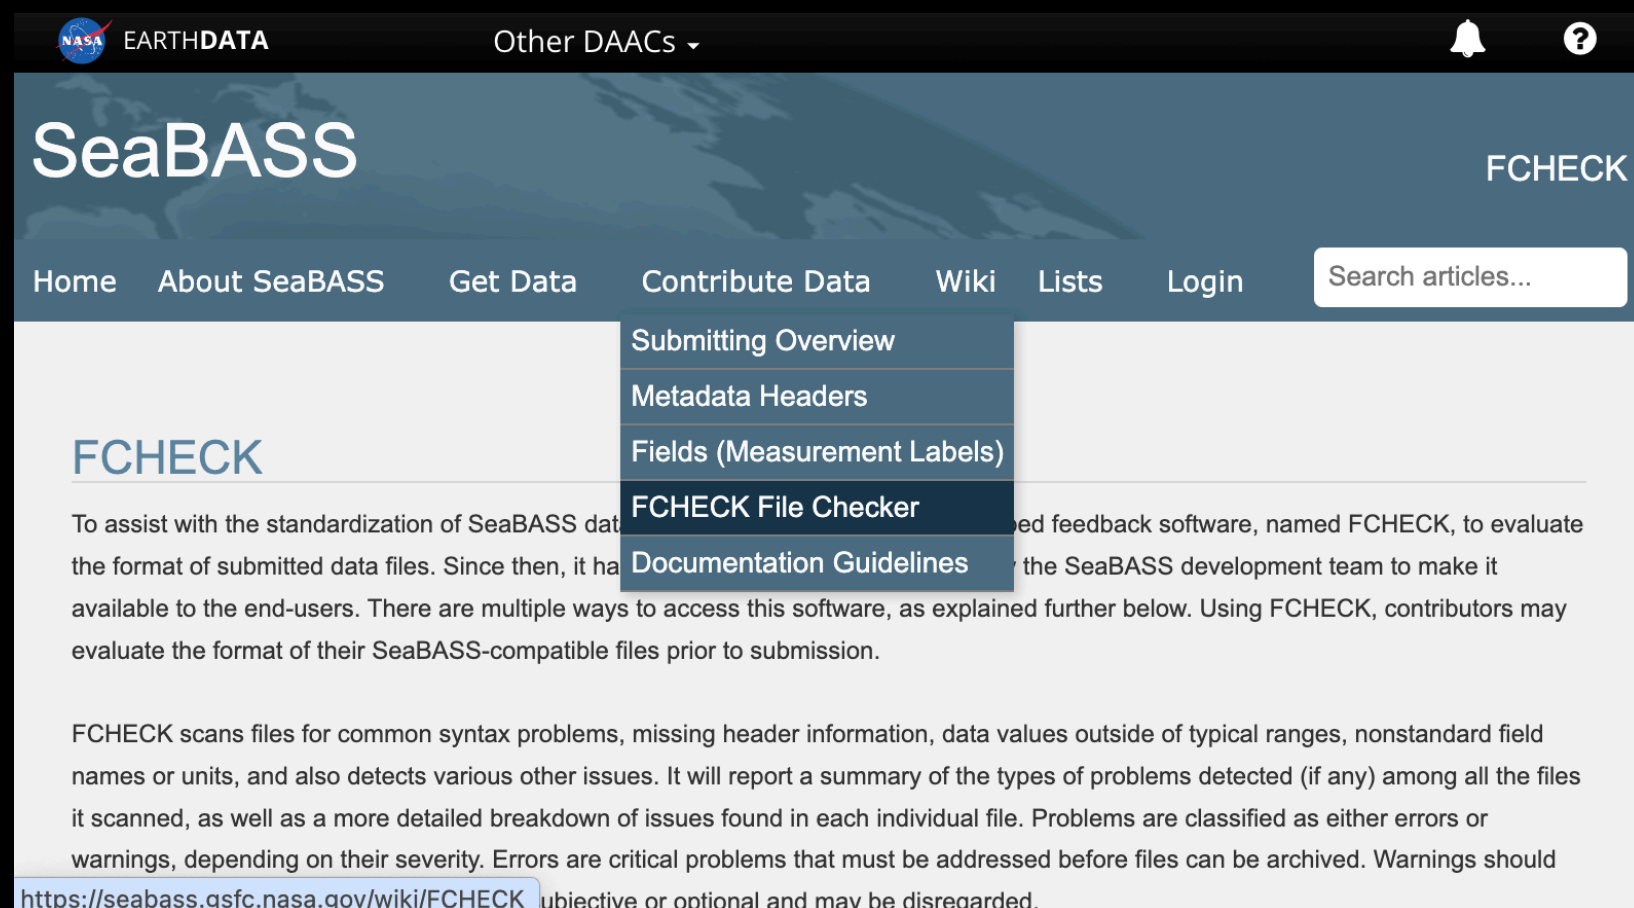 NASA EARTHDATA Other DAACs
SeaBASS
FCHECK
Home About SeaBASS Get Data Contribute Data Wiki Lists Login Search articles...
Submitting Overview
Metadata Headers
Fields (Measurement Labels)
FCHECK File Checker
Documentation Guidelines
FCHECK
To assist with the standardization of SeaBASS dat ped feedback software, named FCHECK, to evaluate
the format of submitted data files. Since then, it ha the SeaBASS development team to make it
available to the end-users. There are multiple ways to access this software, as explained further below. Using FCHECK, contributors may
evaluate the format of their SeaBASS-compatible files prior to submission.
FCHECK scans files for common syntax problems, missing header information, data values outside of typical ranges, nonstandard field
names or units, and also detects various other issues. It will report a summary of the types of problems detected (if any) among all the files
it scanned, as well as a more detailed breakdown of issues found in each individual file. Problems are classified as either errors or
warnings, depending on their severity. Errors are critical problems that must be addressed before files can be archived. Warnings should
https://seabass.gsfc.nasa.gov/wiki/FCHECK ubjective or optional and may be disregarded.